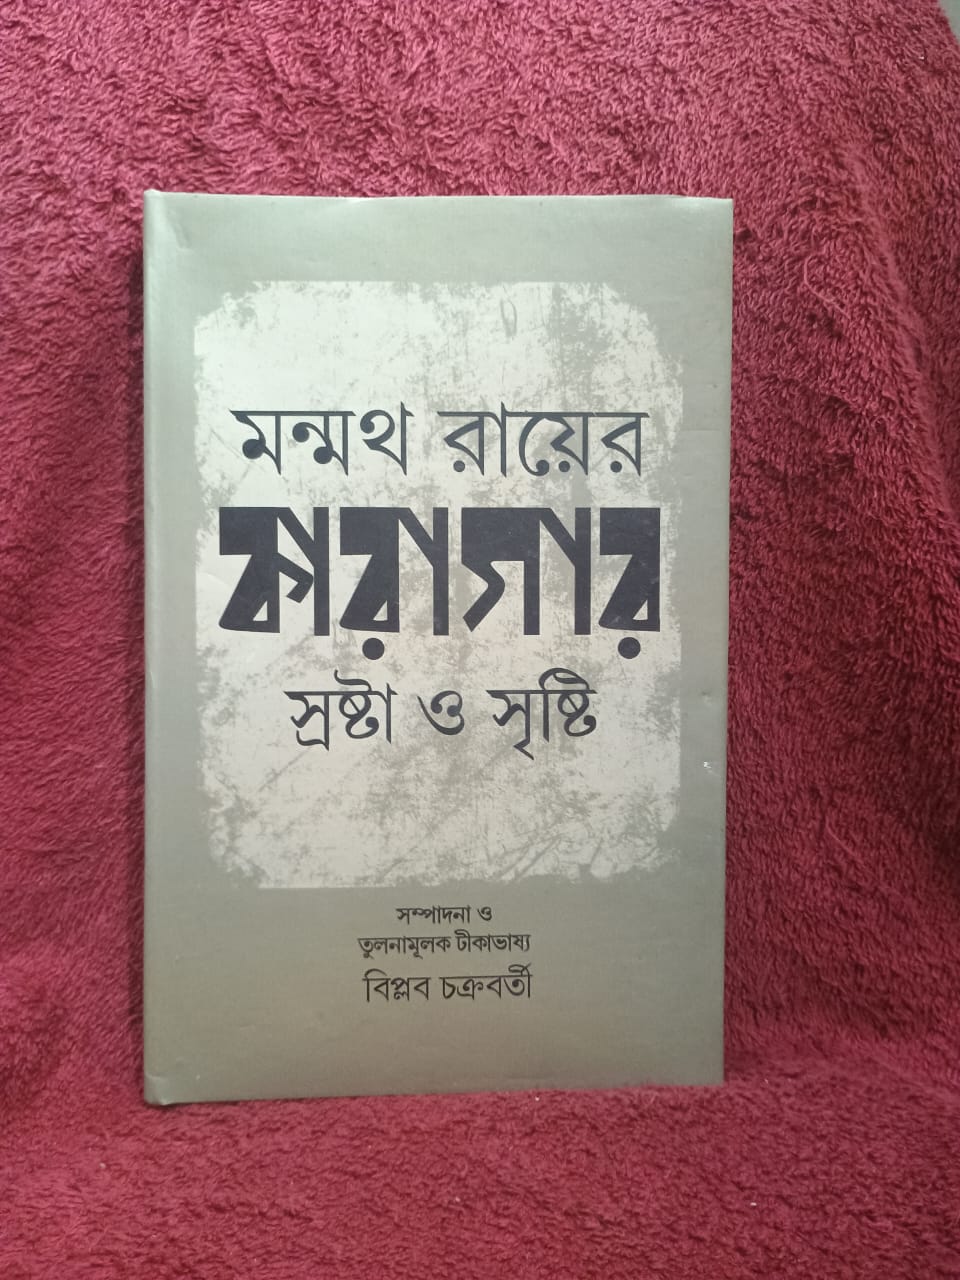 মন্মথ রায়ের
কারাগার
স্রষ্টা ও সৃষ্টি
সম্পাদনা ও
তুলনামূলক টীকাভাষ্য
বিপ্লব চক্রবর্তী